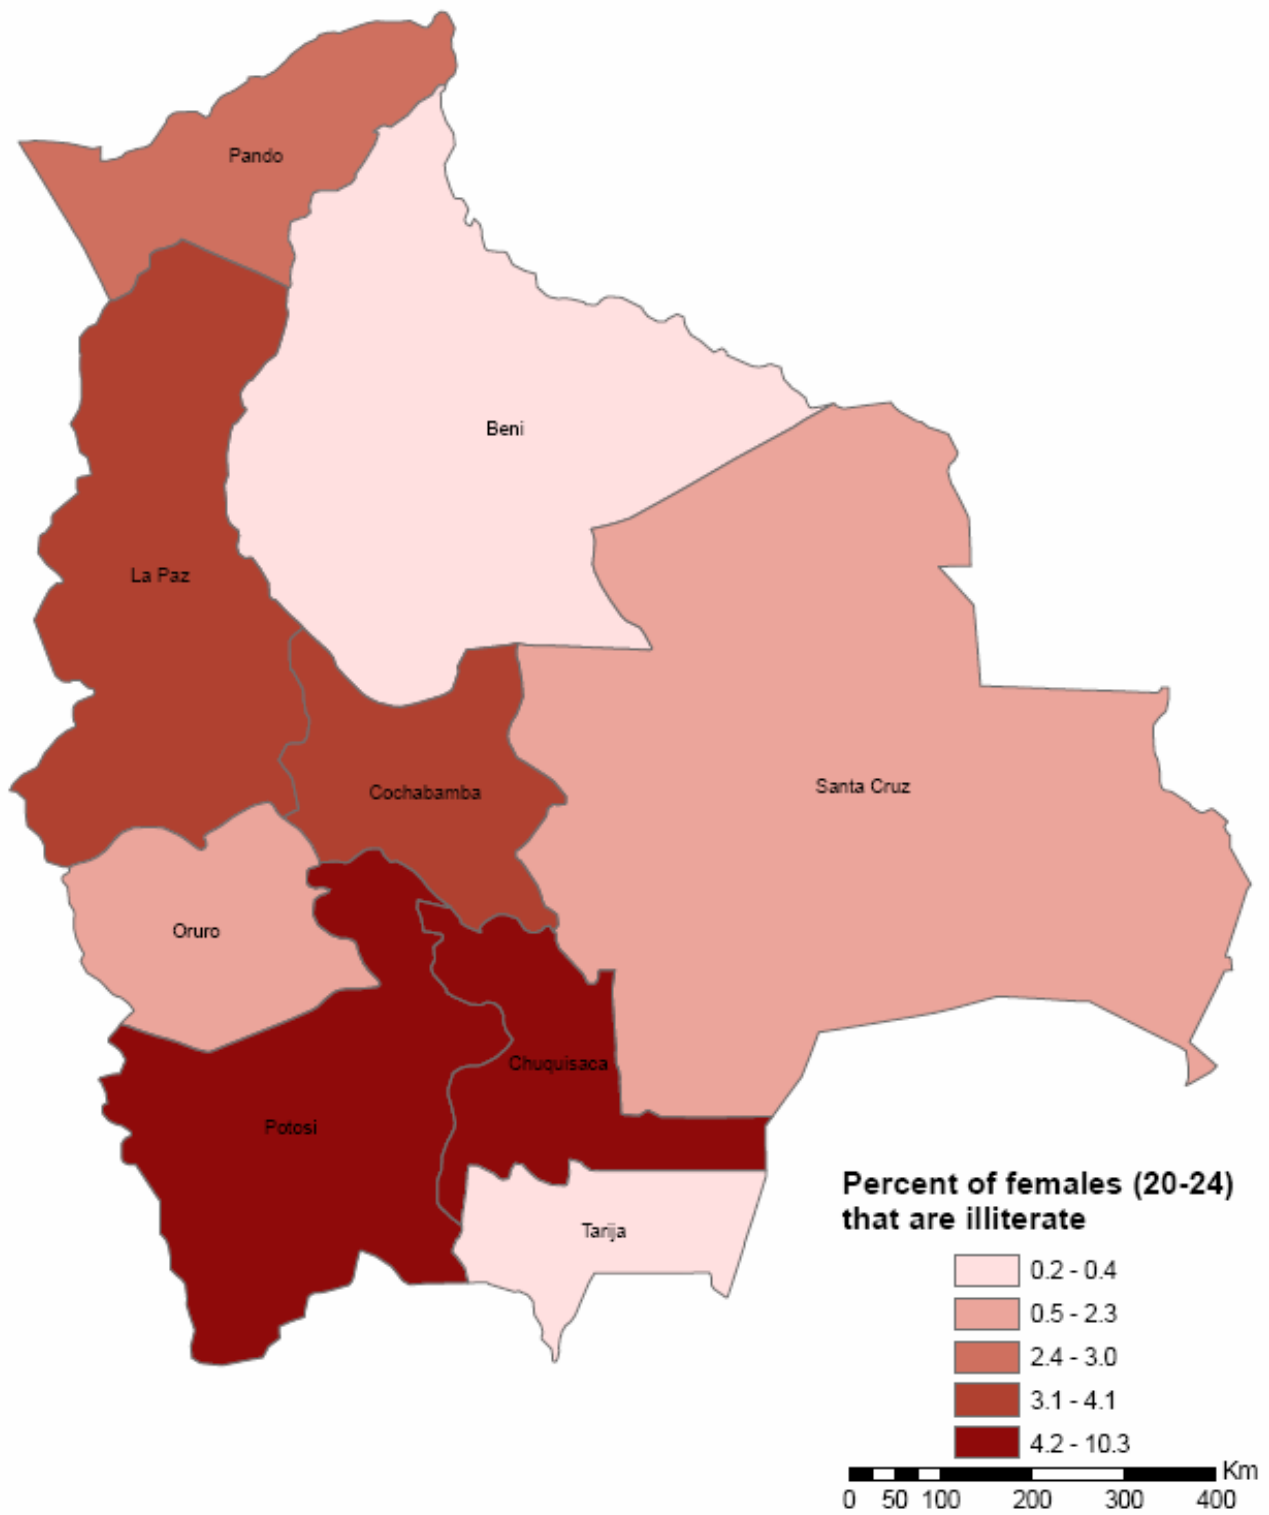 Pando
Beni
La Paz
Cochabamba
Santa Cruz
Oruro
Chuquisaca
Potosi
Tarija
Percent of females (20-24)
that are illiterate
0.2 - 0.4
0.5 - 2.3
2.4 - 3.0
3.1 - 4.1
4.2 - 10.3
Km
0 50 100 200 300 400